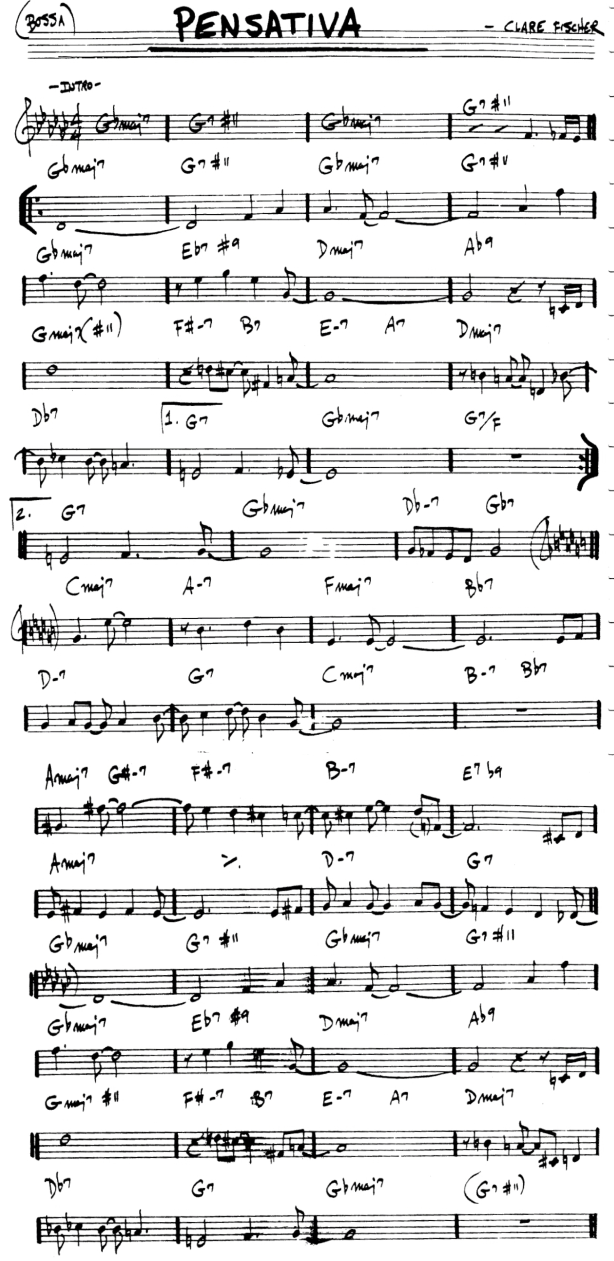 (BOSSA) PENSATIVA - CLARE FISCHER
-INTRO-
Gbmaj7 G7 #11 Gbmaj7 G7 #11
Gbmaj7 G7 #11 Gbmaj7 G7 #11
Gbmaj7 Eb7 #9 Dmaj7 Ab9
Gmaj7(#11) F#-7 B7 E-7 A7 Dmaj7
Db7 1. G7 Gbmaj7 G7/F
2. G7 Gbmaj7 Db-7 Gb7
Cmaj7 A-7 Fmaj7 Bb7
D-7 G7 Cmaj7 B-7 Bb7
Amaj7 G#-7 F#-7 B-7 E7 b9
Amaj7 D-7 G7
Gbmaj7 G7 #11 Gbmaj7 G7 #11
Gbmaj7 Eb7 #9 Dmaj7 Ab9
Gmaj7 #11 F#-7 B7 E-7 A7 Dmaj7
Db7 G7 Gbmaj7 (G7 #11)